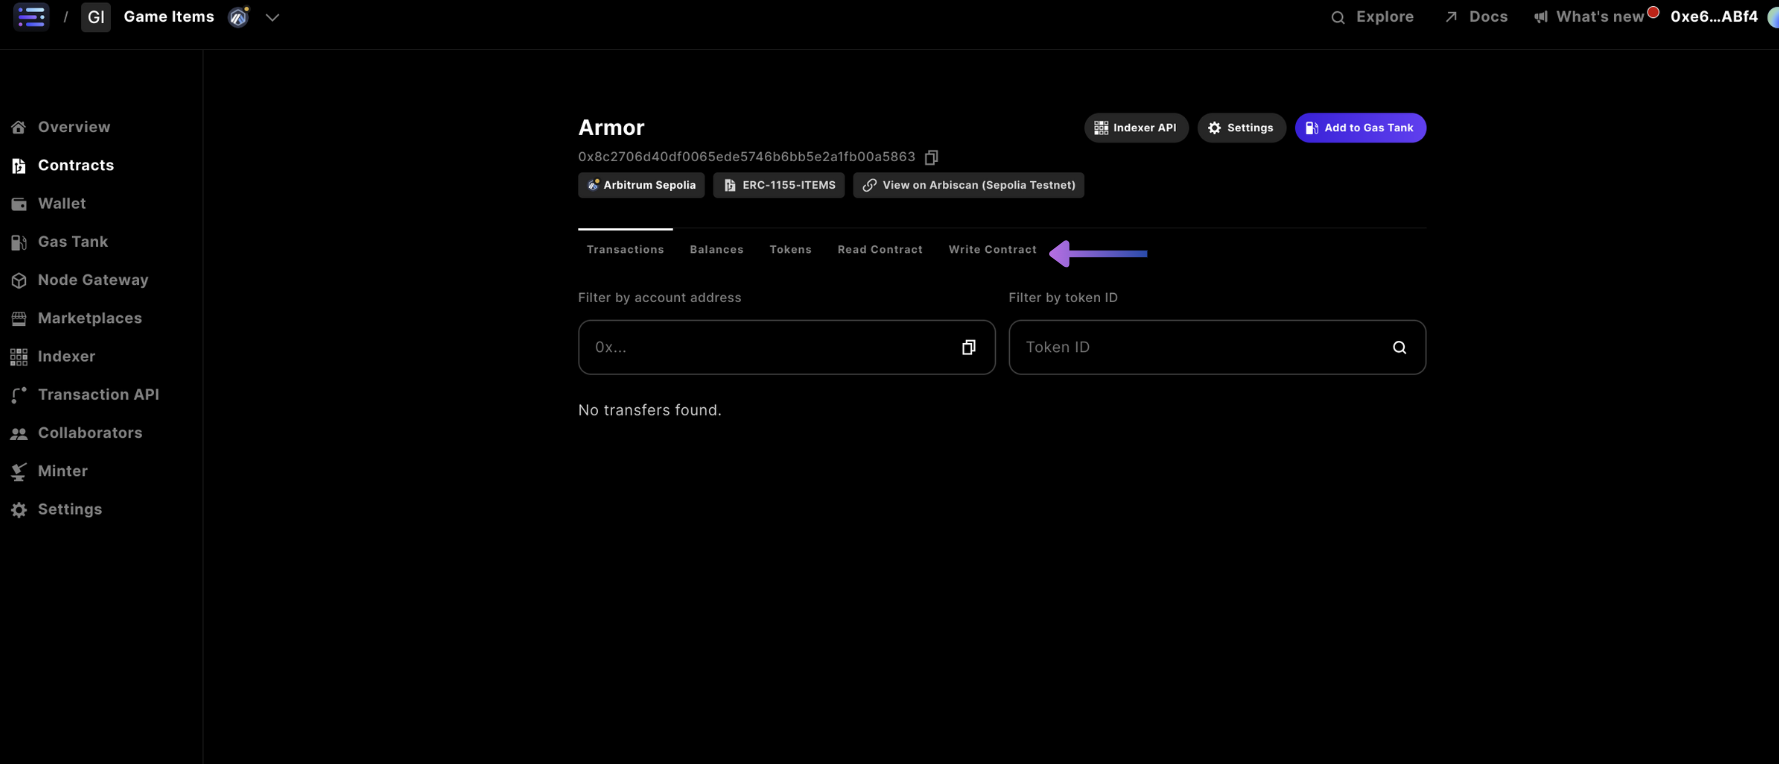 / GI Game Items
Explore Docs What's new 0xe6...ABf4
Overview
Contracts
Wallet
Gas Tank
Node Gateway
Marketplaces
Indexer
Transaction API
Collaborators
Minter
Settings
Armor
Indexer API Settings Add to Gas Tank
0x8c2706d40df0065ede5746b6bb5e2a1fb00a5863
Arbitrum Sepolia ERC-1155-ITEMS View on Arbiscan (Sepolia Testnet)
Transactions Balances Tokens Read Contract Write Contract
Filter by account address Filter by token ID
0x... Token ID
No transfers found.